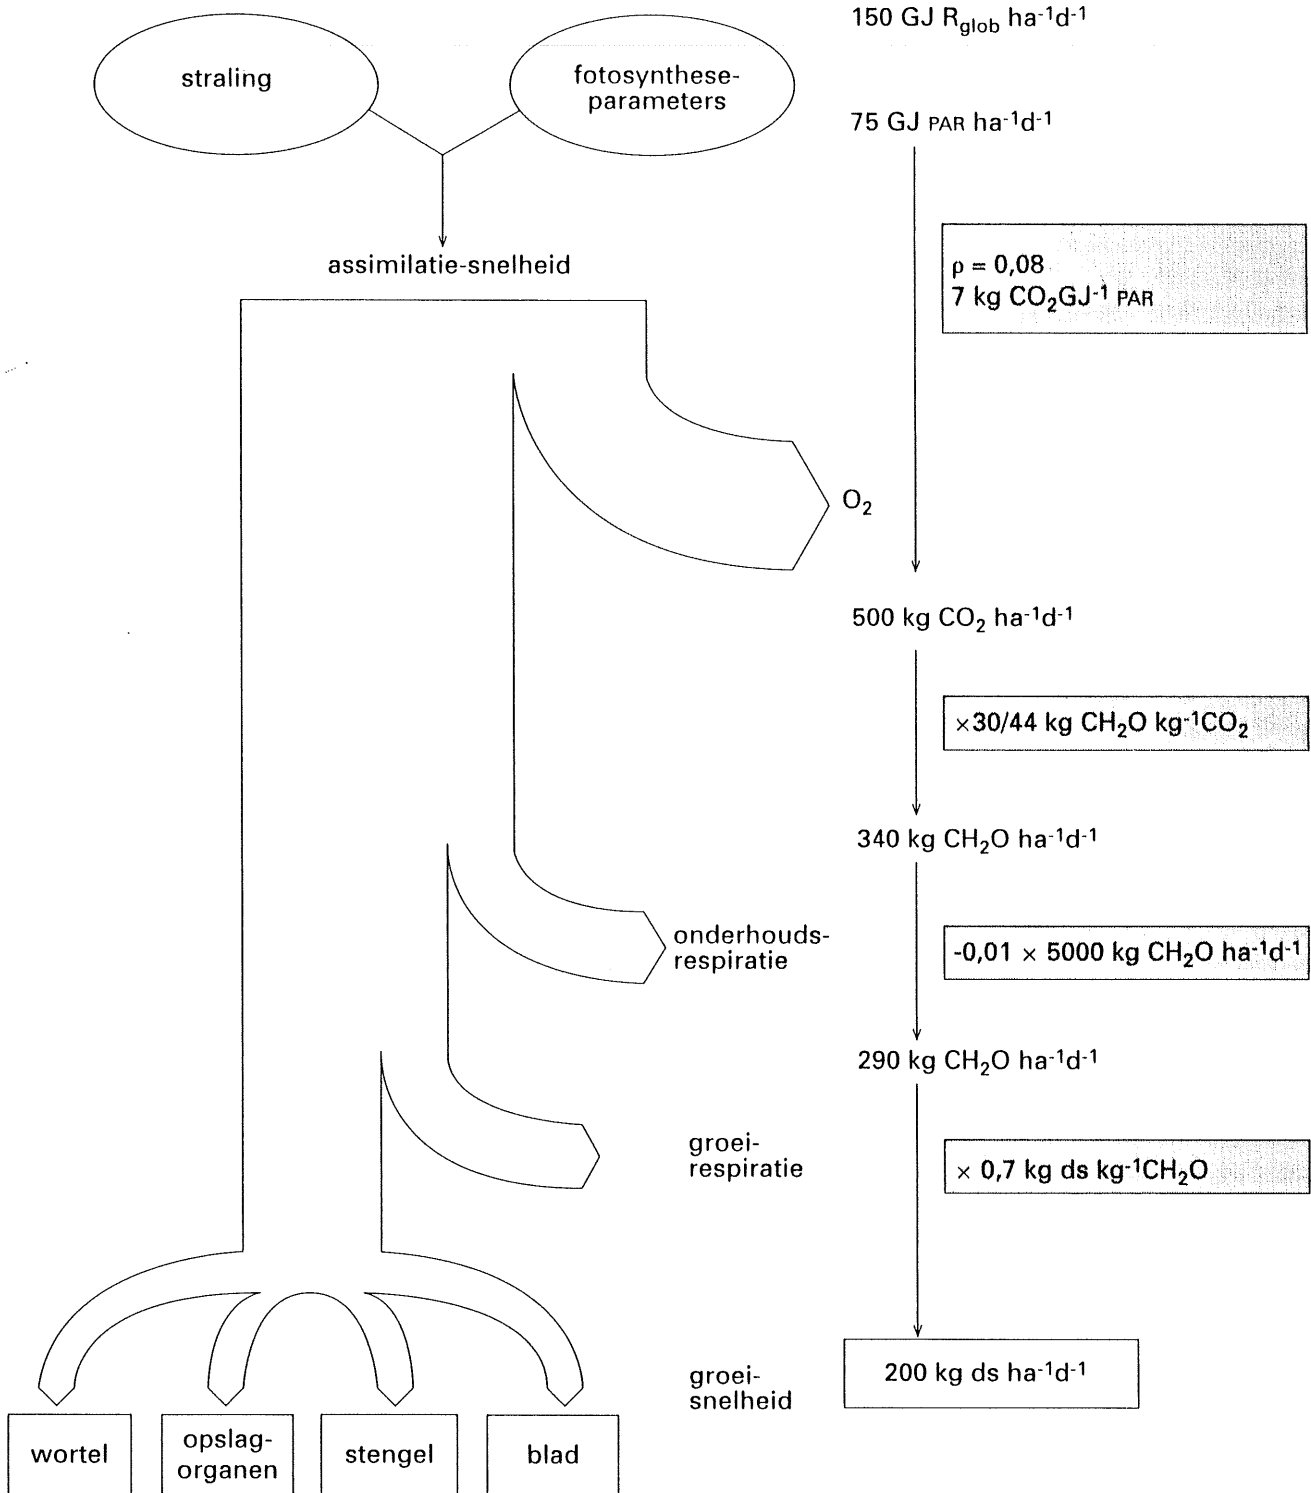 straling
fotosynthese-
parameters
assimilatie-snelheid
O₂
onderhouds-
respiratie
groei-
respiratie
groei-
snelheid
wortel
opslag-
organen
stengel
blad
150 GJ R_glob ha⁻¹d⁻¹
75 GJ PAR ha⁻¹d⁻¹
ρ = 0,08
7 kg CO₂GJ⁻¹ PAR
500 kg CO₂ ha⁻¹d⁻¹
×30/44 kg CH₂O kg⁻¹CO₂
340 kg CH₂O ha⁻¹d⁻¹
-0,01 × 5000 kg CH₂O ha⁻¹d⁻¹
290 kg CH₂O ha⁻¹d⁻¹
× 0,7 kg ds kg⁻¹CH₂O
200 kg ds ha⁻¹d⁻¹